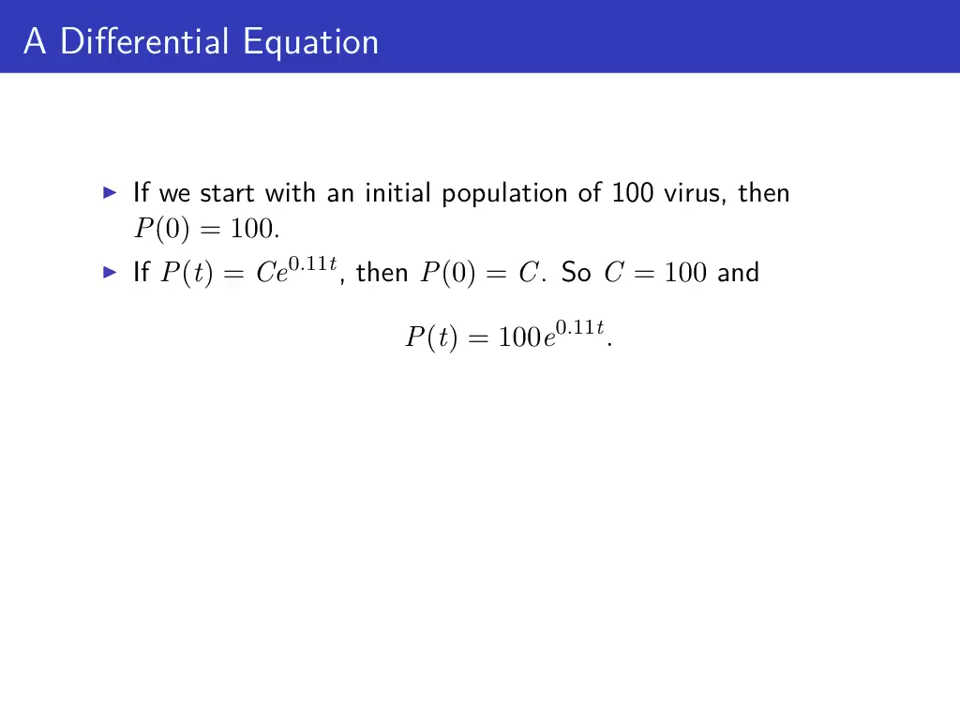 A Differential Equation
▶ If we start with an initial population of 100 virus, then
P(0) = 100.
▶ If P(t) = Ce^{0.11t}, then P(0) = C. So C = 100 and
P(t) = 100e^{0.11t}.